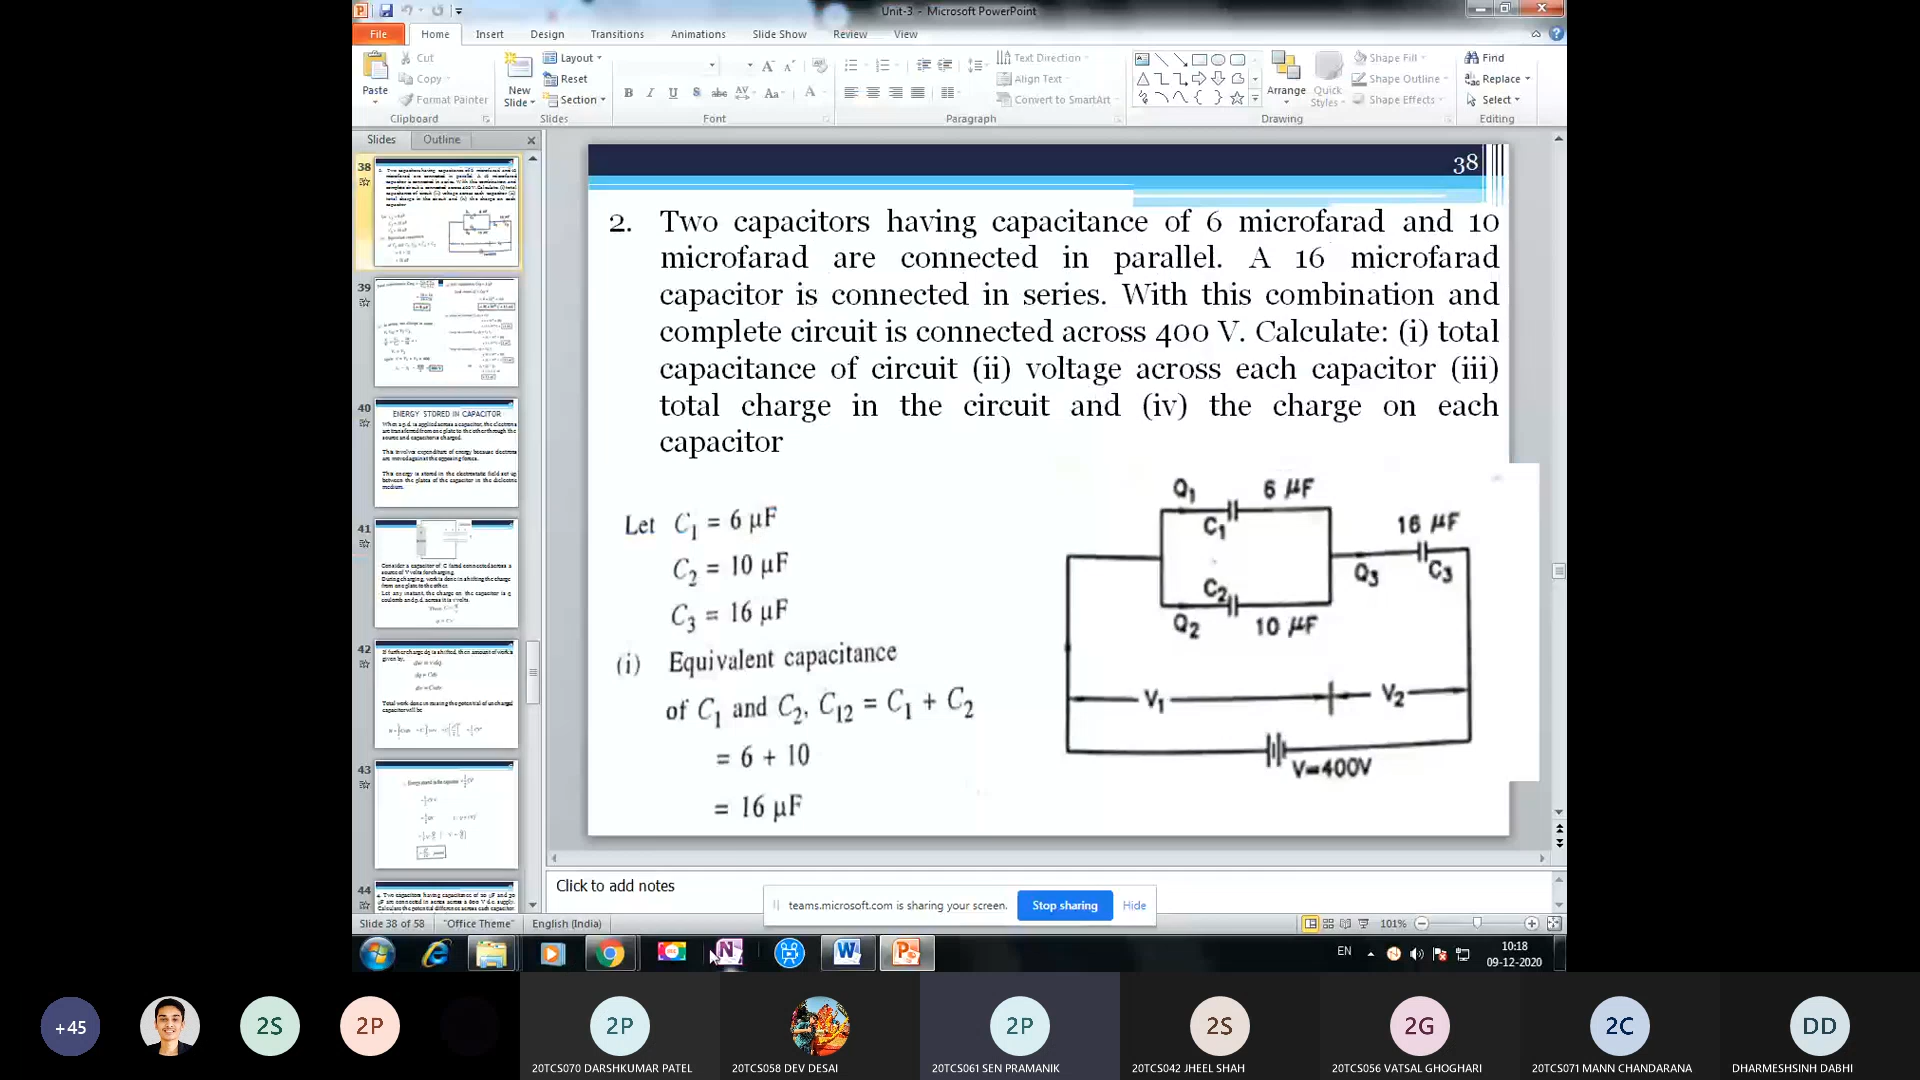 Unit-3 - Microsoft PowerPoint
File Home Insert Design Transitions Animations Slide Show Review View
Cut
Copy
Format Painter
Paste
Clipboard
New Slide
Layout
Reset
Section
Slides
Font
Text Direction
Align Text
Convert to SmartArt
Paragraph
Arrange
Quick Styles
Shape Fill
Shape Outline
Shape Effects
Drawing
Find
Replace
Select
Editing
Slides Outline
38
39
40
ENERGY STORED IN CAPACITOR
41
42
43
44
38
2. Two capacitors having capacitance of 6 microfarad and 10
microfarad are connected in parallel. A 16 microfarad
capacitor is connected in series. With this combination and
complete circuit is connected across 400 V. Calculate: (i) total
capacitance of circuit (ii) voltage across each capacitor (iii)
total charge in the circuit and (iv) the charge on each
capacitor
Let C1 = 6 μF
C2 = 10 μF
C3 = 16 μF
(i) Equivalent capacitance
of C1 and C2, C12 = C1 + C2
= 6 + 10
= 16 μF
Q1 6 μF
C1
16 μF
C2
Q3 C3
Q2 10 μF
V1 V2
V=400V
Click to add notes
teams.microsoft.com is sharing your screen. Stop sharing Hide
Slide 38 of 58 "Office Theme" English (India) 101%
EN 10:18
09-12-2020
+45 2S 2P 2P 2P 2S 2G 2C DD
20TCS070 DARSHKUMAR PATEL 20TCS058 DEV DESAI 20TCS061 SEN PRAMANIK 20TCS042 JHEEL SHAH 20TCS056 VATSAL GHOGHARI 20TCS071 MANN CHANDARANA DHARMESHSINH DABHI